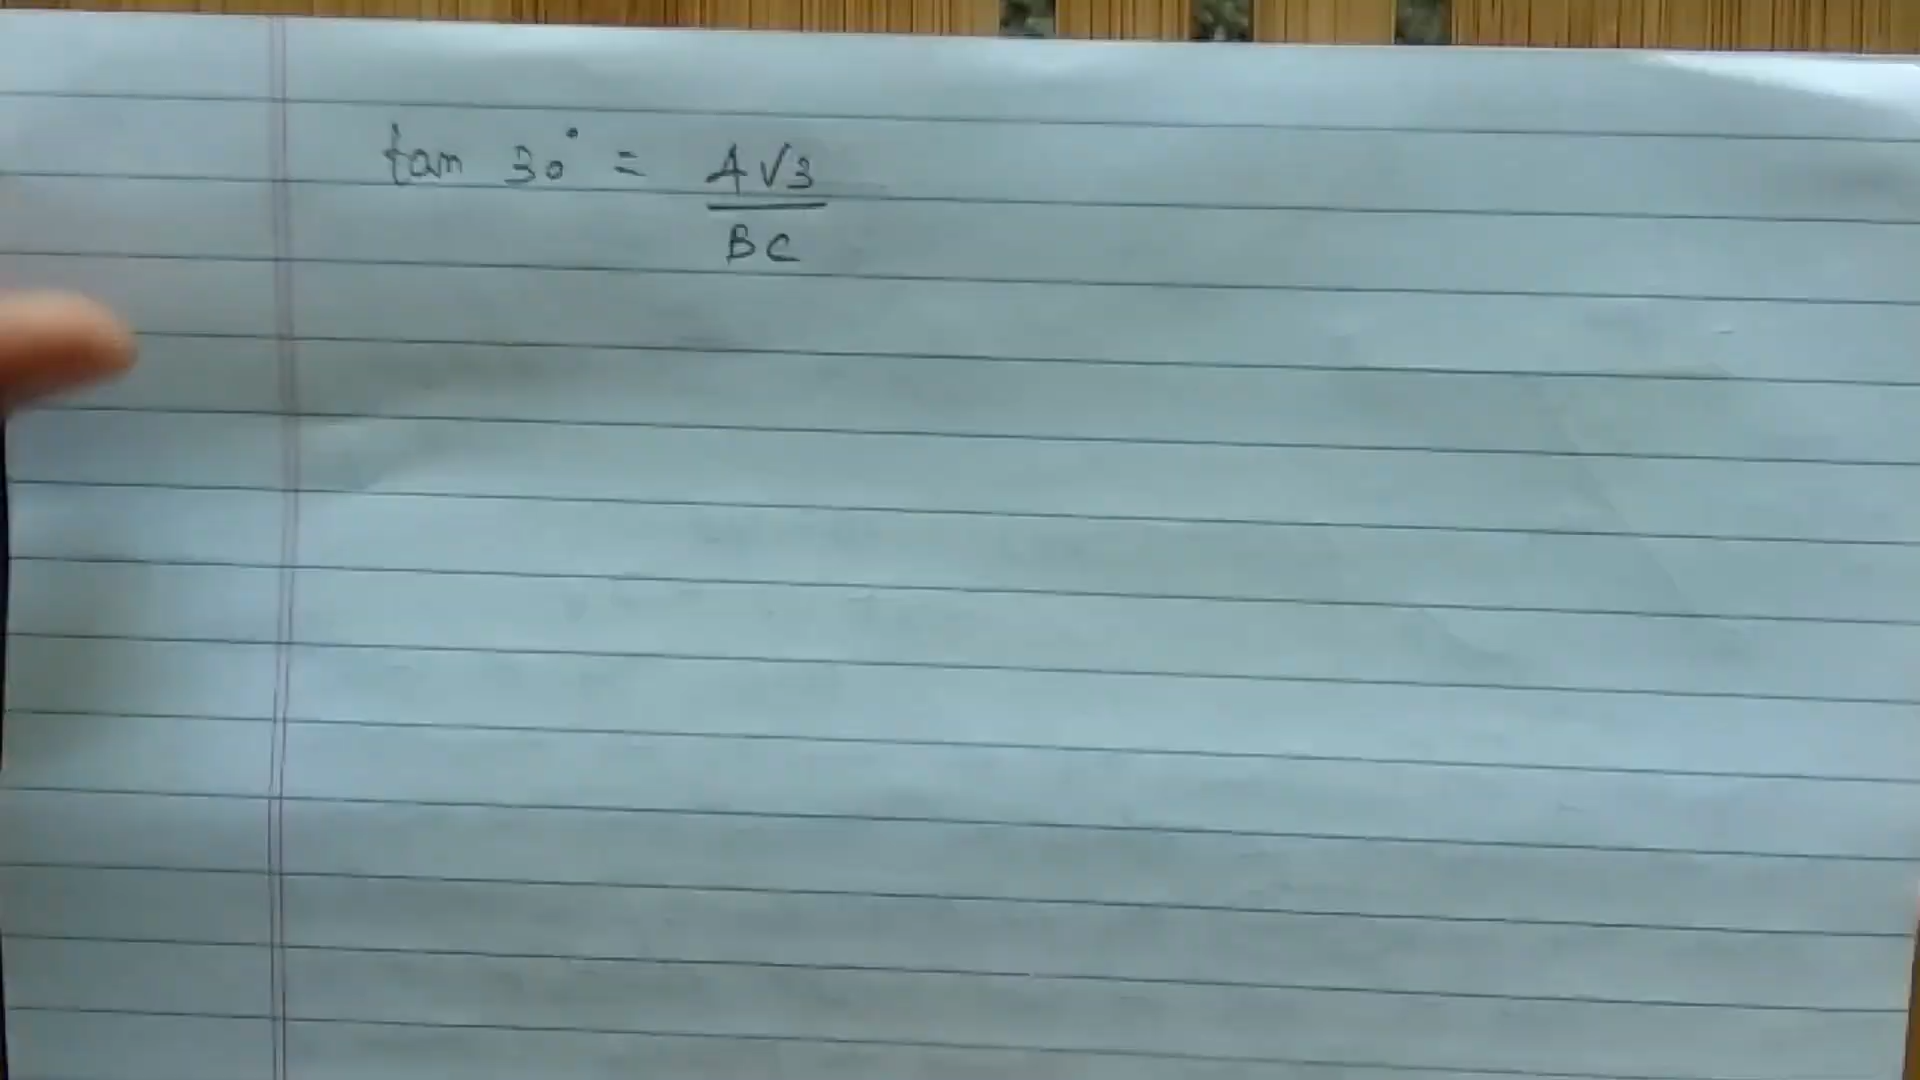 tan 30° = 4√3 / BC